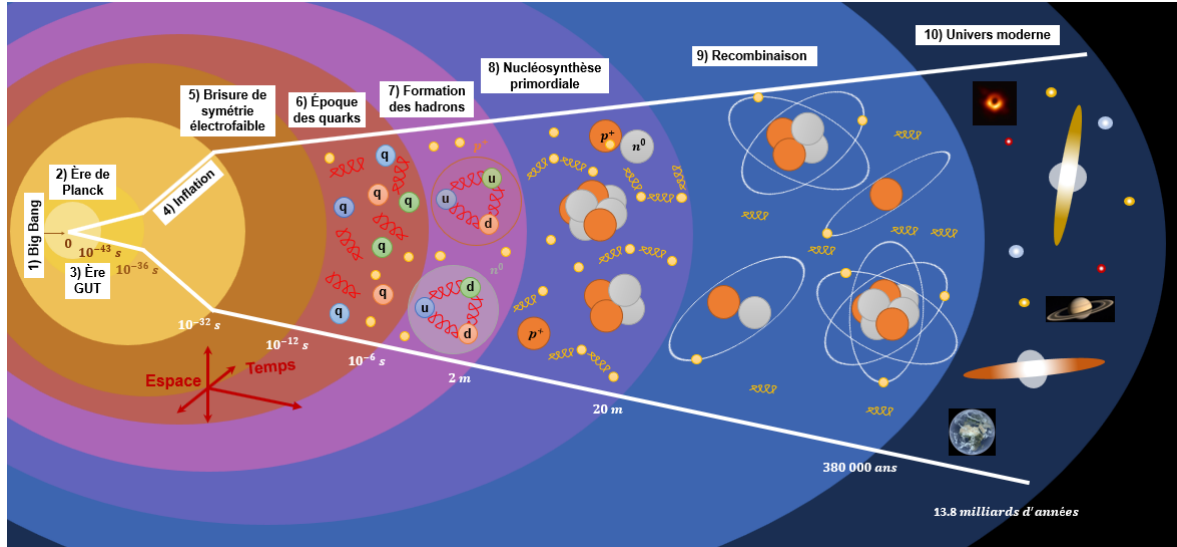 10) Univers moderne
9) Recombinaison
8) Nucléosynthèse
primordiale
7) Formation
des hadrons
6) Époque
des quarks
5) Brisure de
symétrie
électrofaible
4) Inflation
2) Ère de
Planck
1) Big Bang
3) Ère
GUT
0
10⁻⁴³ s
10⁻³⁶ s
10⁻³² s
10⁻¹² s
10⁻⁶ s
2 m
20 m
380 000 ans
13.8 milliards d'années
Espace
Temps
q
q
q
q
q
q
q
q
p⁺
u
u
d
n⁰
u
d
d
p⁺
n⁰
p⁺